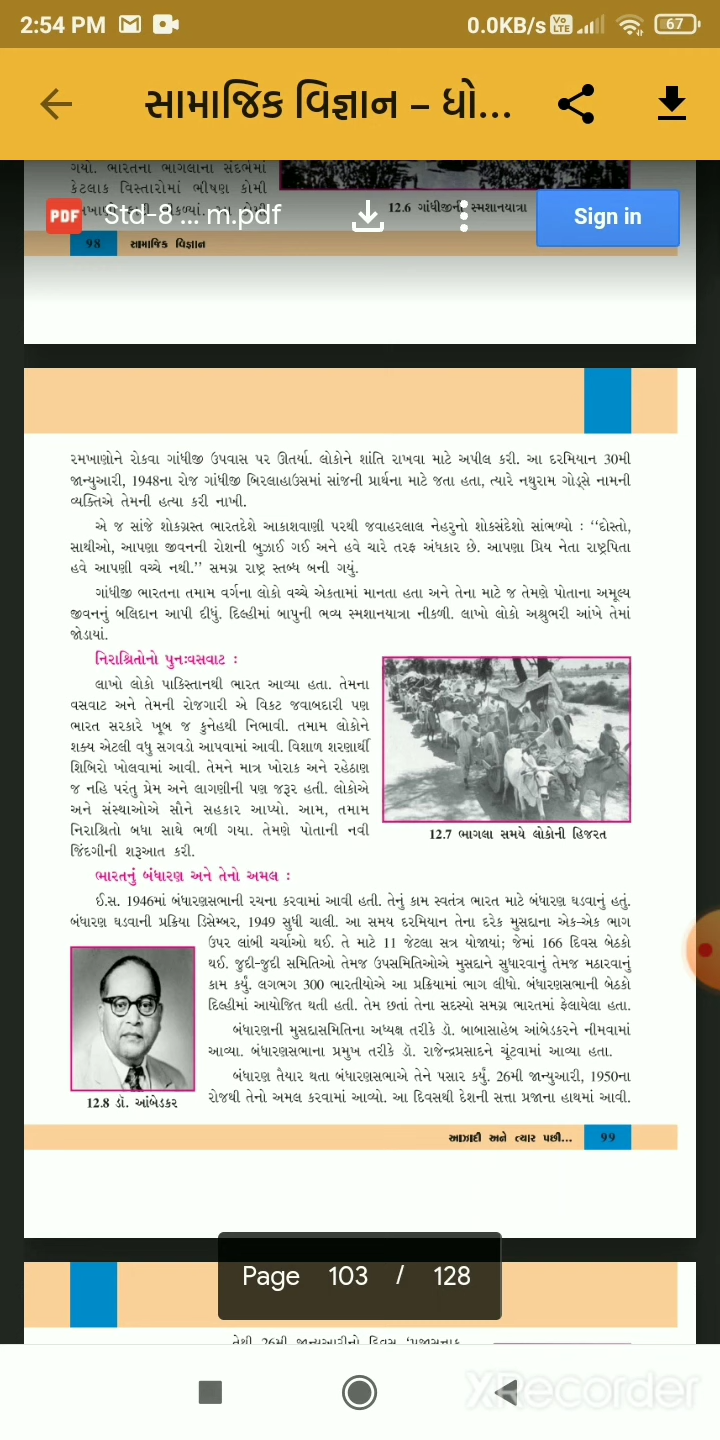 2:54 PM
0.0KB/s Vo LTE 67
સામાજિક વિજ્ઞાન – ધો...
ગયો. ભારતના ભાગલાના સંદર્ભમાં
કેટલાક વિસ્તારોમાં ભીષણ કોમી
12.6 ગાંધીજીની સ્મશાનયાત્રા
PDF Std-8 ... m.pdf
Sign in
98 સામાજિક વિજ્ઞાન
રમખાણોને રોકવા ગાંધીજી ઉપવાસ પર ઊતર્યા. લોકોને શાંતિ રાખવા માટે અપીલ કરી. આ દરમિયાન 30મી
જાન્યુઆરી, 1948ના રોજ ગાંધીજી બિરલાહાઉસમાં સાંજની પ્રાર્થના માટે જતા હતા, ત્યારે નથુરામ ગોડ્સે નામની
વ્યક્તિએ તેમની હત્યા કરી નાખી.
એ જ સાંજે શોકગ્રસ્ત ભારતદેશે આકાશવાણી પરથી જવાહરલાલ નેહરુનો શોકસંદેશો સાંભળ્યો : “દોસ્તો,
સાથીઓ, આપણા જીવનની રોશની બુઝાઈ ગઈ અને હવે ચારે તરફ અંધકાર છે. આપણા પ્રિય નેતા રાષ્ટ્રપિતા
હવે આપણી વચ્ચે નથી.” સમગ્ર રાષ્ટ્ર સ્તબ્ધ બની ગયું.
ગાંધીજી ભારતના તમામ વર્ગના લોકો વચ્ચે એકતામાં માનતા હતા અને તેના માટે જ તેમણે પોતાના અમૂલ્ય
જીવનનું બલિદાન આપી દીધું. દિલ્હીમાં બાપુની ભવ્ય સ્મશાનયાત્રા નીકળી. લાખો લોકો અશ્રુભરી આંખે તેમાં
જોડાયાં.
નિરાશ્રિતોનો પુનઃવસવાટ :
લાખો લોકો પાકિસ્તાનથી ભારત આવ્યા હતા. તેમના
વસવાટ અને તેમની રોજગારી એ વિકટ જવાબદારી પણ
ભારત સરકારે ખૂબ જ કુનેહથી નિભાવી. તમામ લોકોને
શક્ય એટલી વધુ સગવડો આપવામાં આવી. વિશાળ શરણાર્થી
શિબિરો ખોલવામાં આવી. તેમને માત્ર ખોરાક અને રહેઠાણ
જ નહિ પરંતુ પ્રેમ અને લાગણીની પણ જરૂર હતી. લોકોએ
અને સંસ્થાઓએ સૌને સહકાર આપ્યો. આમ, તમામ
નિરાશ્રિતો બધા સાથે ભળી ગયા. તેમણે પોતાની નવી
જિંદગીની શરૂઆત કરી.
12.7 ભાગલા સમયે લોકોની હિજરત
ભારતનું બંધારણ અને તેનો અમલ :
ઈ.સ. 1946માં બંધારણસભાની રચના કરવામાં આવી હતી. તેનું કામ સ્વતંત્ર ભારત માટે બંધારણ ઘડવાનું હતું.
બંધારણ ઘડવાની પ્રક્રિયા ડિસેમ્બર, 1949 સુધી ચાલી. આ સમય દરમિયાન તેના દરેક મુસદાના એક-એક ભાગ
ઉપર લાંબી ચર્ચાઓ થઈ. તે માટે 11 જેટલા સત્ર યોજાયાં; જેમાં 166 દિવસ બેઠકો
થઈ. જુદી-જુદી સમિતિઓ તેમજ ઉપસમિતિઓએ મુસદાને સુધારવાનું તેમજ મઠારવાનું
કામ કર્યું. લગભગ 300 ભારતીયોએ આ પ્રક્રિયામાં ભાગ લીધો. બંધારણસભાની બેઠકો
દિલ્હીમાં આયોજિત થતી હતી. તેમ છતાં તેના સદસ્યો સમગ્ર ભારતમાં ફેલાયેલા હતા.
બંધારણની મુસદાસમિતિના અધ્યક્ષ તરીકે ડૉ. બાબાસાહેબ આંબેડકરને નીમવામાં
આવ્યા. બંધારણસભાના પ્રમુખ તરીકે ડૉ. રાજેન્દ્રપ્રસાદને ચૂંટવામાં આવ્યા હતા.
બંધારણ તૈયાર થતા બંધારણસભાએ તેને પસાર કર્યું. 26મી જાન્યુઆરી, 1950ના
રોજથી તેનો અમલ કરવામાં આવ્યો. આ દિવસથી દેશની સત્તા પ્રજાના હાથમાં આવી.
12.8 ડૉ. આંબેડકર
આઝાદી અને ત્યાર પછી... 99
Page 103 / 128
તેથી 26મી જાન્યુઆરીનો દિવસ ‘પ્રજાસત્તાક
XRecorder